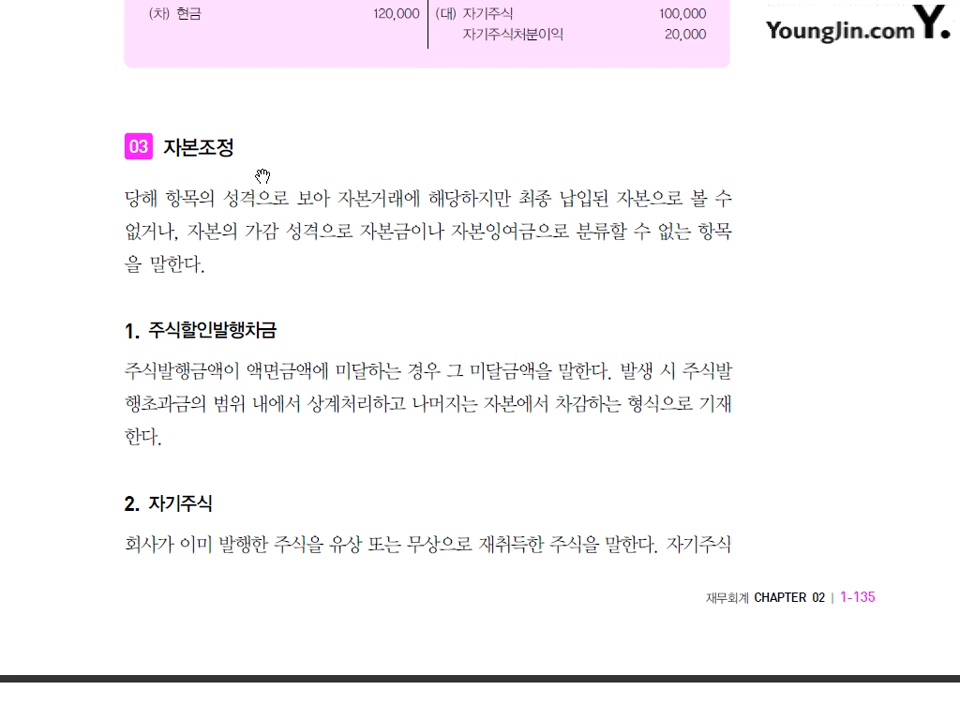 (차) 현금 120,000 (대) 자기주식 100,000
자기주식처분이익 20,000
YoungJin.com Y.
03 자본조정
당해 항목의 성격으로 보아 자본거래에 해당하지만 최종 납입된 자본으로 볼 수
없거나, 자본의 가감 성격으로 자본금이나 자본잉여금으로 분류할 수 없는 항목
을 말한다.
1. 주식할인발행차금
주식발행금액이 액면금액에 미달하는 경우 그 미달금액을 말한다. 발생 시 주식발
행초과금의 범위 내에서 상계처리하고 나머지는 자본에서 차감하는 형식으로 기재
한다.
2. 자기주식
회사가 이미 발행한 주식을 유상 또는 무상으로 재취득한 주식을 말한다. 자기주식
재무회계 CHAPTER 02 | 1-135